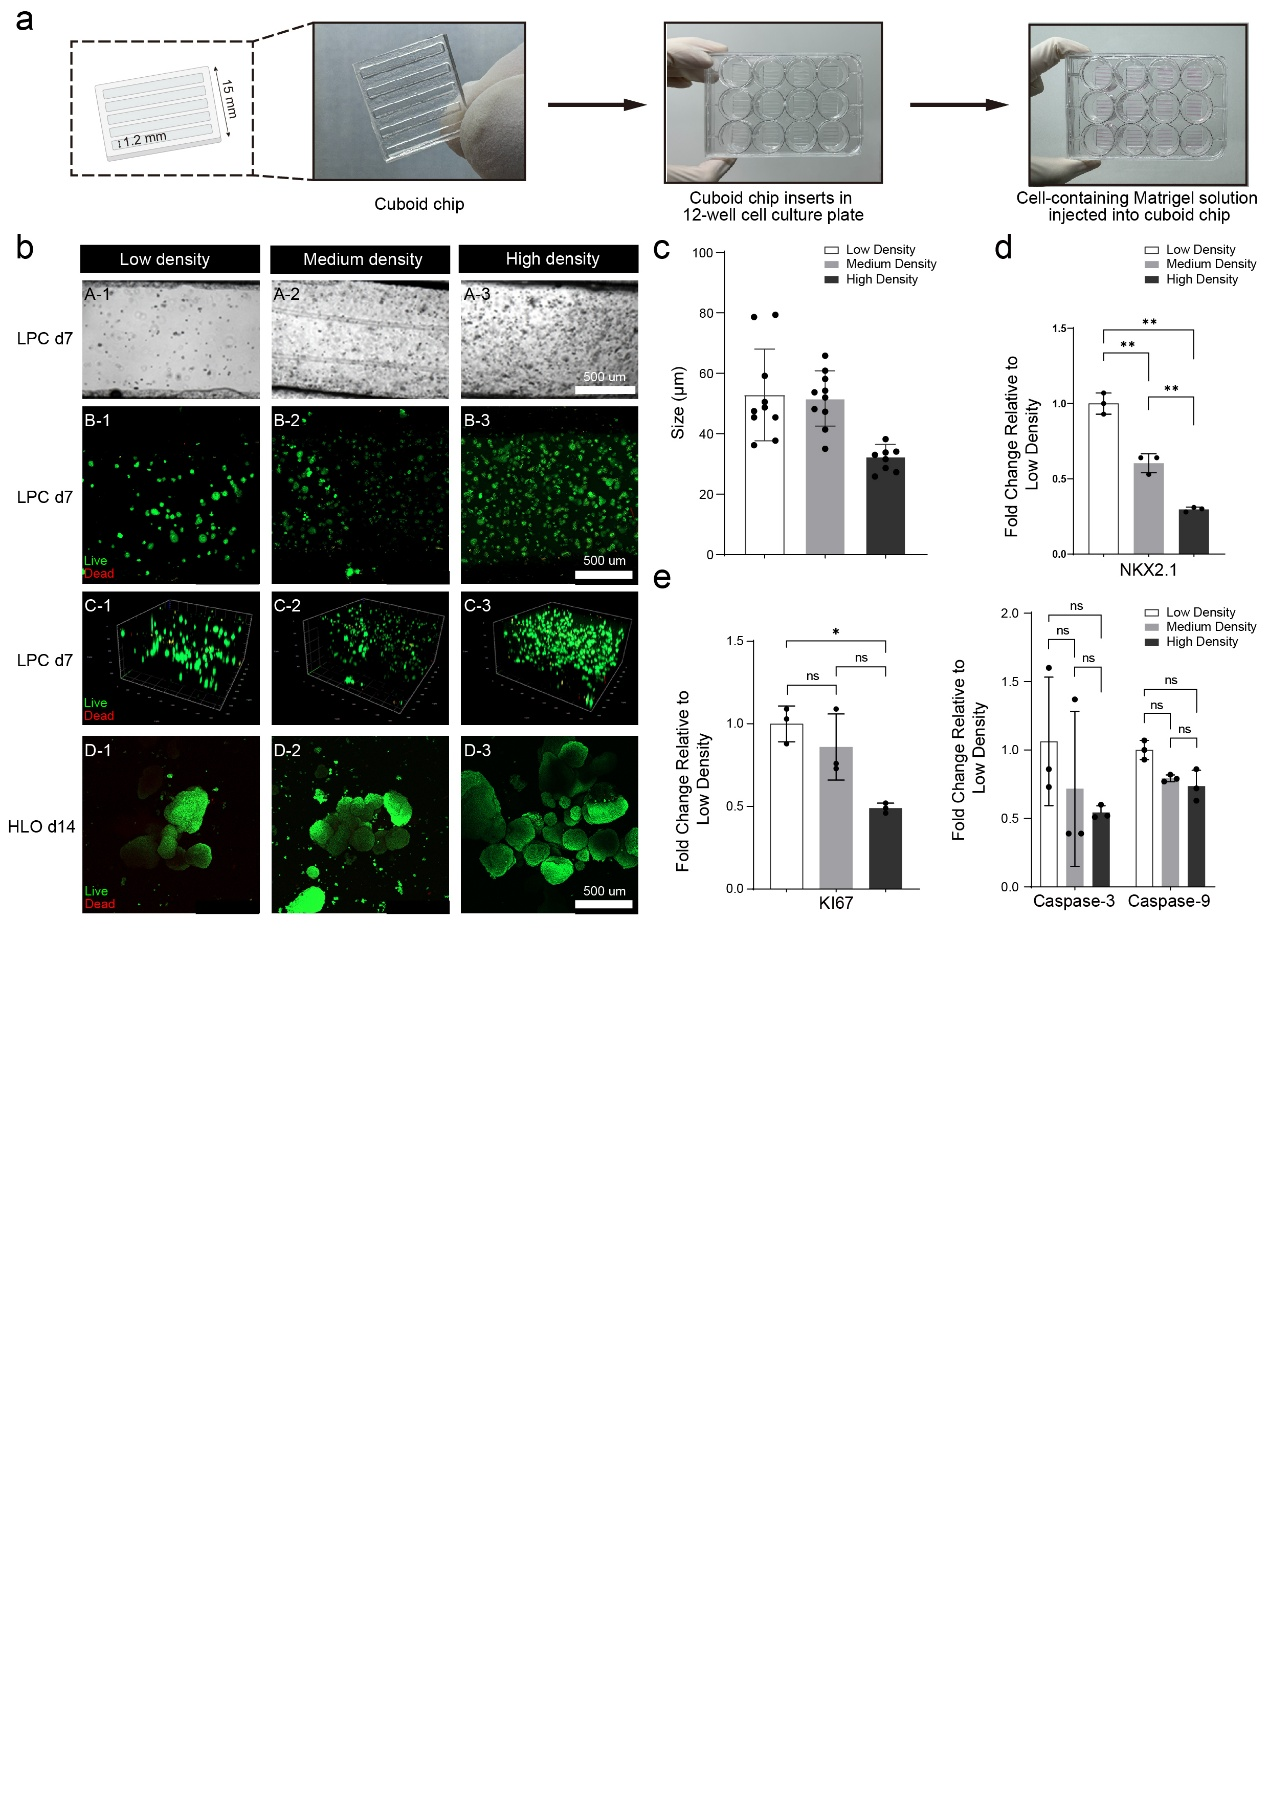 a
15 mm
1.2 mm
Cuboid chip
Cuboid chip inserts in
12-well cell culture plate
Cell-containing Matrigel solution
injected into cuboid chip
b
Low density
Medium density
High density
LPC d7
A-1
A-2
A-3
500 um
LPC d7
B-1
B-2
B-3
Live
Dead
500 um
LPC d7
C-1
C-2
C-3
Live
Dead
HLO d14
D-1
D-2
D-3
Live
Dead
500 um
c
Low Density
Medium Density
High Density
Size (μm)
100
80
60
40
20
0
d
Low Density
Medium Density
High Density
Fold Change Relative to
Low Density
1.5
1.0
0.5
0.0
**
**
**
NKX2.1
e
Fold Change Relative to
Low Density
1.5
1.0
0.5
0.0
*
ns
ns
KI67
Low Density
Medium Density
High Density
Fold Change Relative to
Low Density
2.0
1.5
1.0
0.5
0.0
ns
ns
ns
ns
ns
ns
Caspase-3
Caspase-9